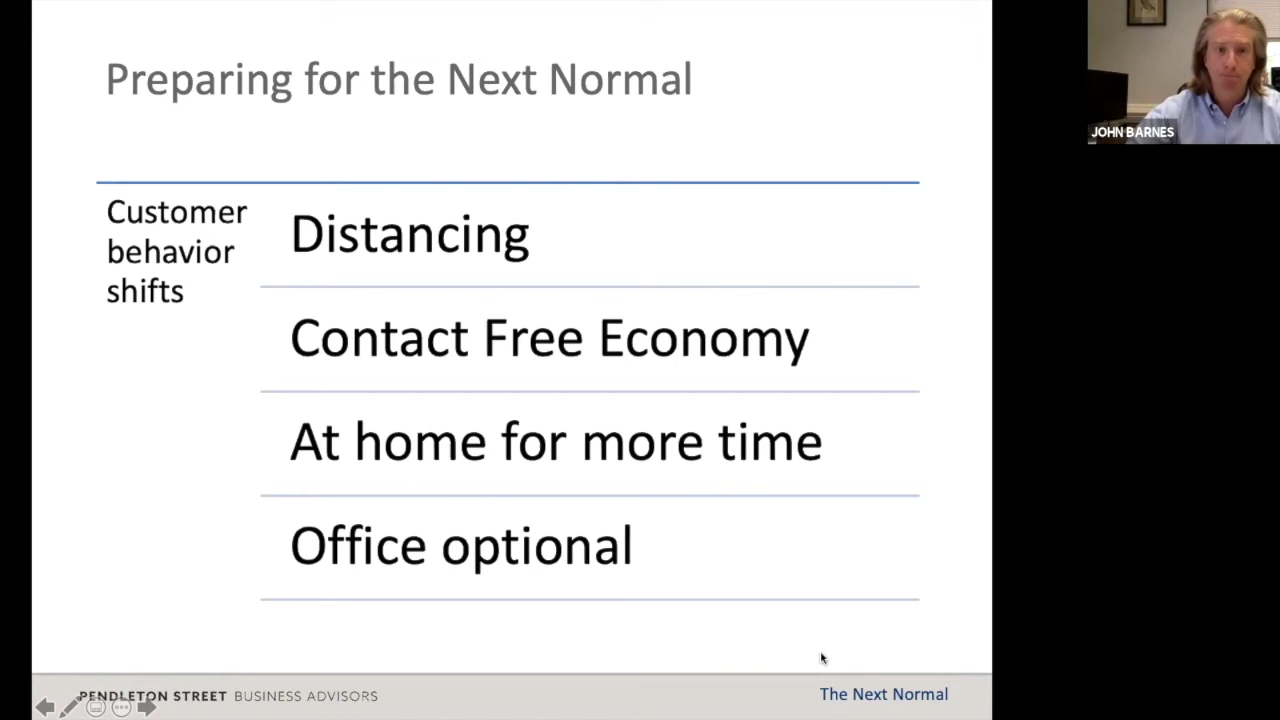 Preparing for the Next Normal
JOHN BARNES
Customer
behavior
shifts
Distancing
Contact Free Economy
At home for more time
Office optional
PENDLETON STREET BUSINESS ADVISORS
The Next Normal